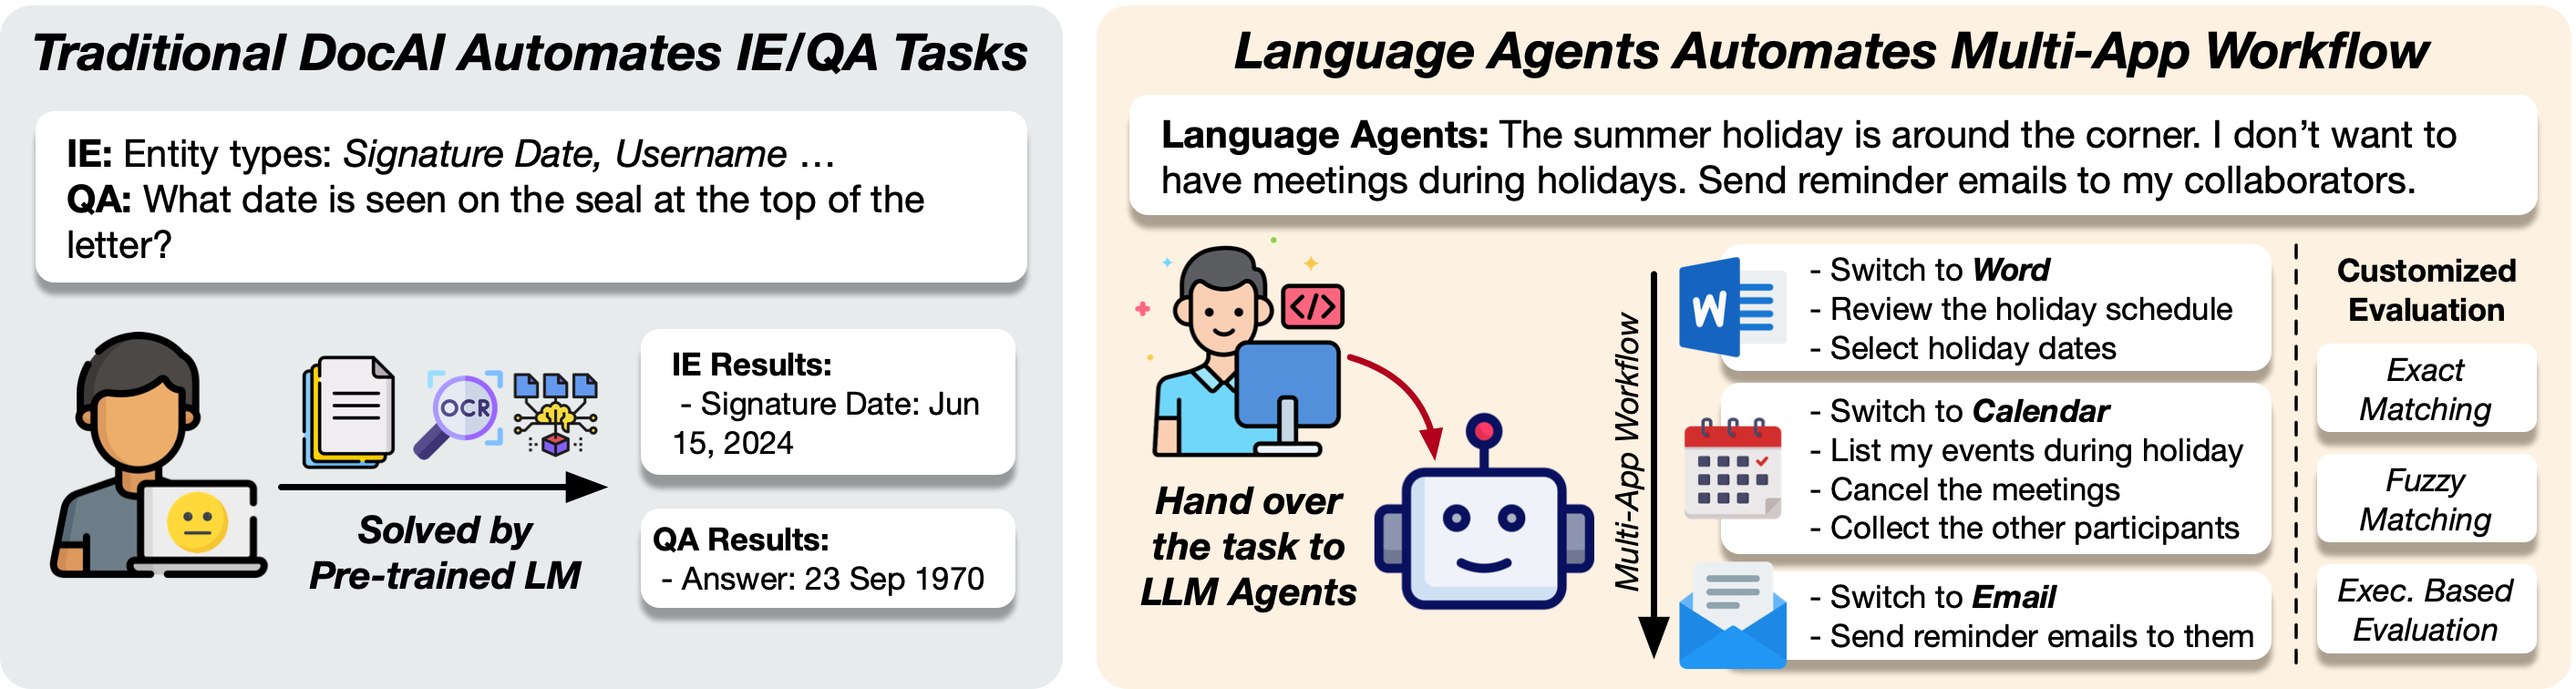 Traditional DocAI Automates IE/QA Tasks
IE: Entity types: Signature Date, Username ...
QA: What date is seen on the seal at the top of the
letter?
OCR
Solved by
Pre-trained LM
IE Results:
- Signature Date: Jun
15, 2024
QA Results:
- Answer: 23 Sep 1970
Language Agents Automates Multi-App Workflow
Language Agents: The summer holiday is around the corner. I don’t want to
have meetings during holidays. Send reminder emails to my collaborators.
</>
Hand over
the task to
LLM Agents
Multi-App Workflow
W
- Switch to Word
- Review the holiday schedule
- Select holiday dates
- Switch to Calendar
- List my events during holiday
- Cancel the meetings
- Collect the other participants
- Switch to Email
- Send reminder emails to them
Customized
Evaluation
Exact
Matching
Fuzzy
Matching
Exec. Based
Evaluation